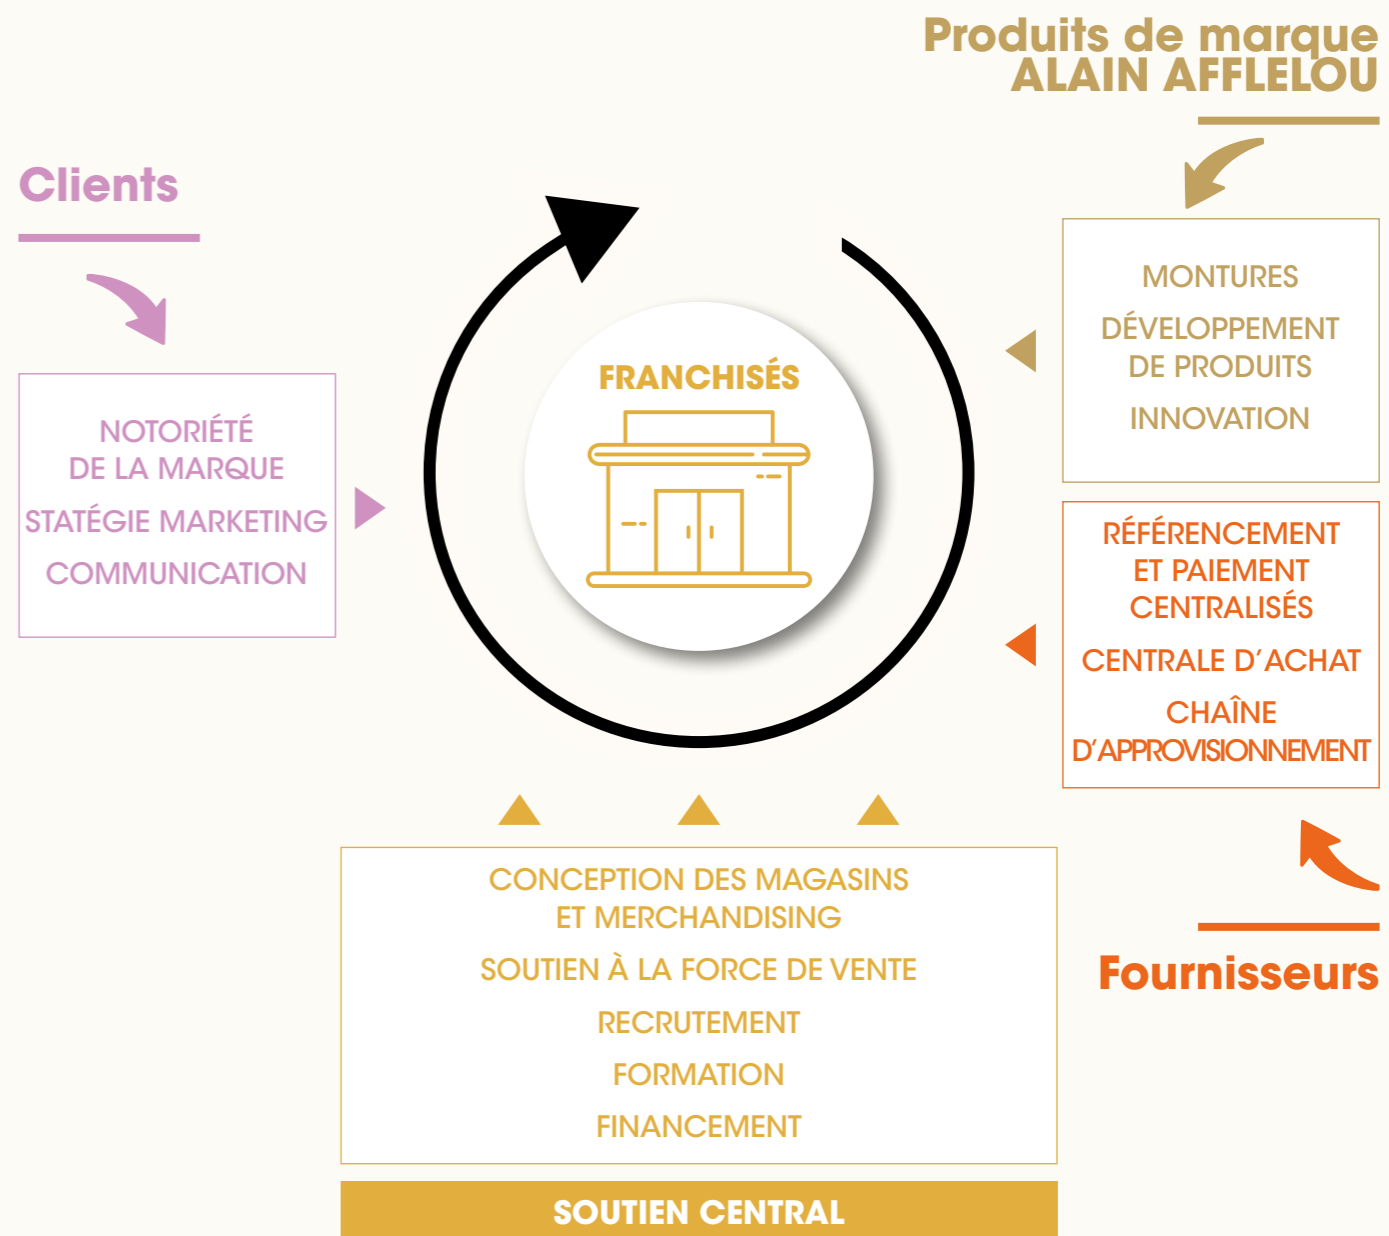 Produits de marque
ALAIN AFFLELOU
Clients
NOTORIÉTÉ
DE LA MARQUE
STATÉGIE MARKETING
COMMUNICATION
FRANCHISÉS
MONTURES
DÉVELOPPEMENT
DE PRODUITS
INNOVATION
RÉFÉRENCEMENT
ET PAIEMENT
CENTRALISÉS
CENTRALE D'ACHAT
CHAÎNE
D'APPROVISIONNEMENT
Fournisseurs
CONCEPTION DES MAGASINS
ET MERCHANDISING
SOUTIEN À LA FORCE DE VENTE
RECRUTEMENT
FORMATION
FINANCEMENT
SOUTIEN CENTRAL